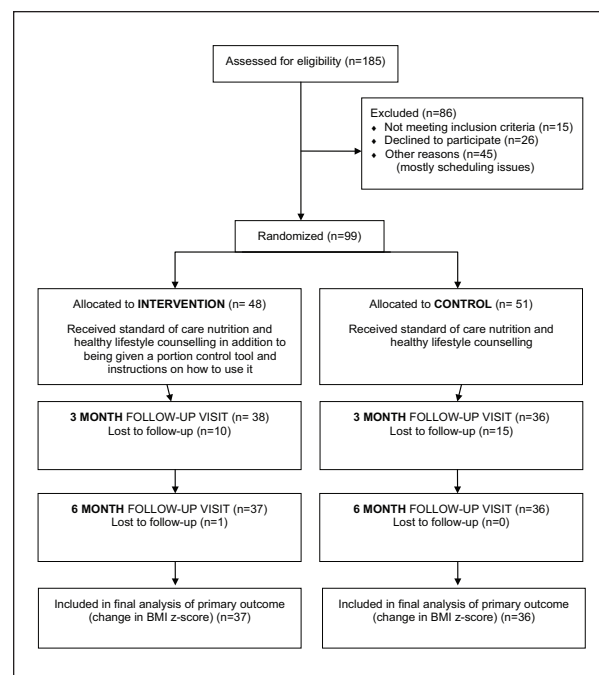 Assessed for eligibility (n=185)
Excluded (n=86)
♦ Not meeting inclusion criteria (n=15)
♦ Declined to participate (n=26)
♦ Other reasons (n=45)
(mostly scheduling issues)
Randomized (n=99)
Allocated to INTERVENTION (n= 48)
Received standard of care nutrition and
healthy lifestyle counselling in addition to
being given a portion control tool and
instructions on how to use it
Allocated to CONTROL (n= 51)
Received standard of care nutrition and
healthy lifestyle counselling
3 MONTH FOLLOW-UP VISIT (n= 38)
Lost to follow-up (n=10)
3 MONTH FOLLOW-UP VISIT (n=36)
Lost to follow-up (n=15)
6 MONTH FOLLOW-UP VISIT (n=37)
Lost to follow-up (n=1)
6 MONTH FOLLOW-UP VISIT (n=36)
Lost to follow-up (n=0)
Included in final analysis of primary outcome
(change in BMI z-score) (n=37)
Included in final analysis of primary outcome
(change in BMI z-score) (n=36)